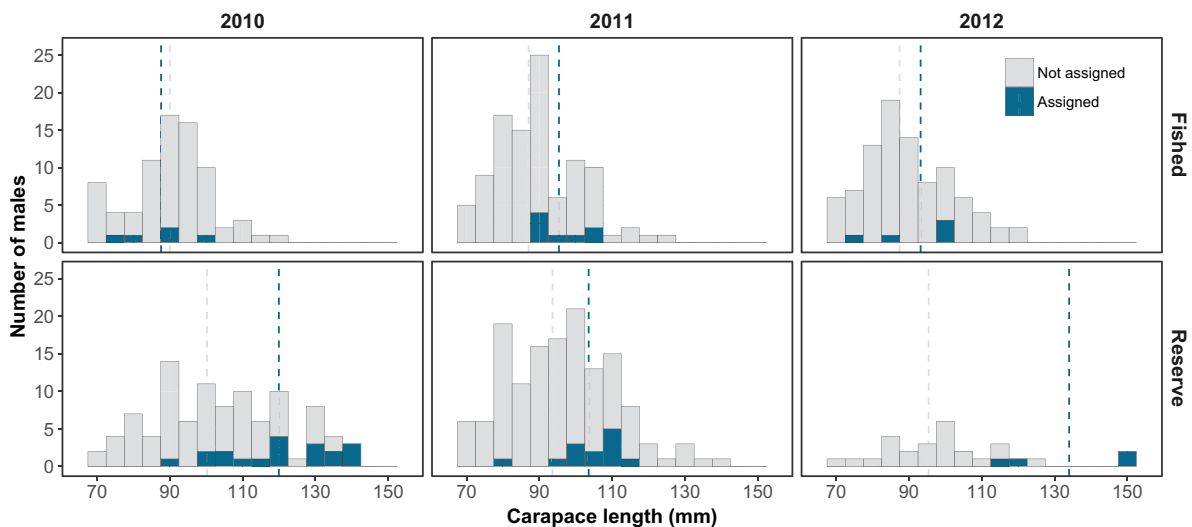 2010 2011 2012
Number of males
25
20
15
10
5
0
Not assigned
Assigned
Fished
25
20
15
10
5
0
Reserve
70 90 110 130 150 70 90 110 130 150 70 90 110 130 150
Carapace length (mm)